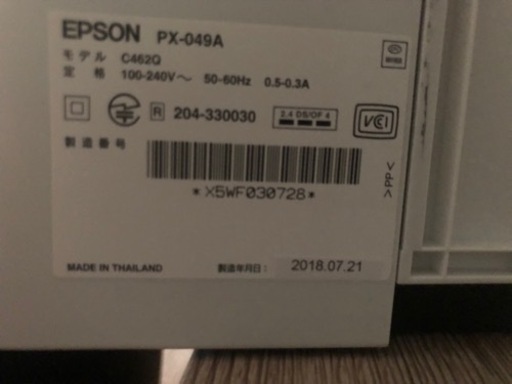 EPSON PX-049A
モデル C462Q
定格 100-240V～ 50-60Hz 0.5-0.3A
R 204-330030
2.4 DS/OF 4
VCCI
製造番号
*X5WF030728*
>PP<
MADE IN THAILAND 製造年月日: 2018.07.21